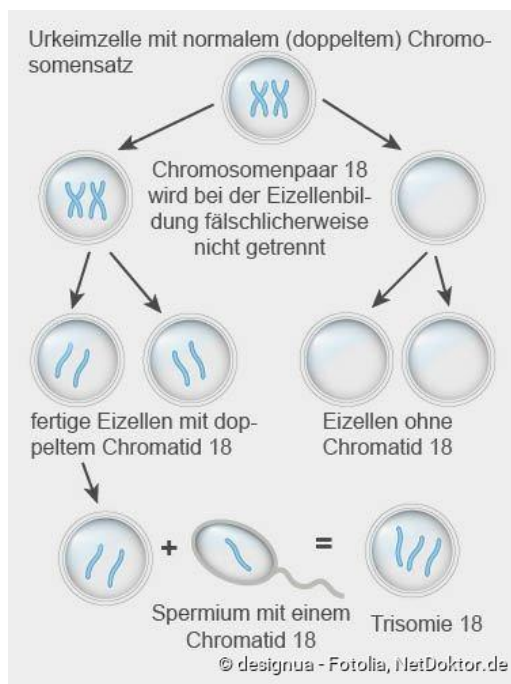 Urkeimzelle mit normalem (doppeltem) Chromo-
somensatz
Chromosomenpaar 18
wird bei der Eizellenbil-
dung fälschlicherweise
nicht getrennt
fertige Eizellen mit dop-
peltem Chromatid 18
Eizellen ohne
Chromatid 18
+
=
Spermium mit einem
Chromatid 18
Trisomie 18
© designua - Fotolia, NetDoktor.de